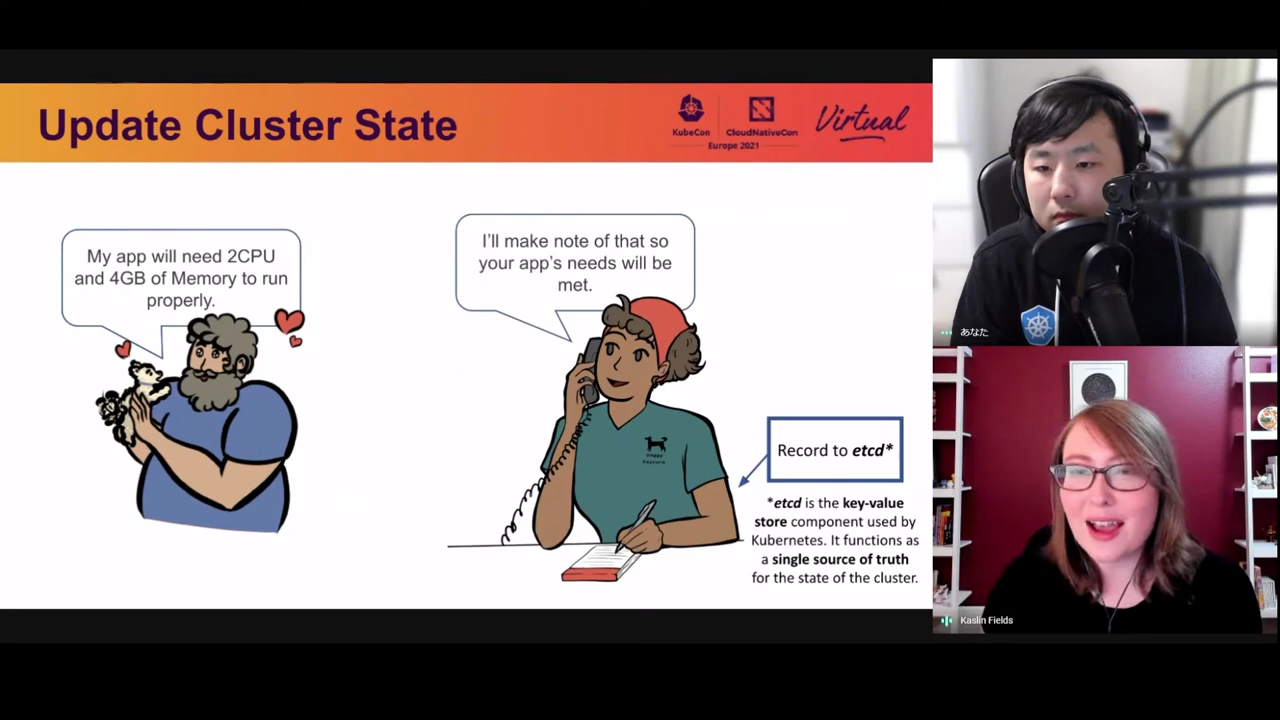 Update Cluster State
KubeCon
CloudNativeCon
Europe 2021
Virtual
My app will need 2CPU
and 4GB of Memory to run
properly.
I'll make note of that so
your app's needs will be
met.
Record to etcd*
*etcd is the key-value
store component used by
Kubernetes. It functions as
a single source of truth
for the state of the cluster.
あなた
Kaslin Fields